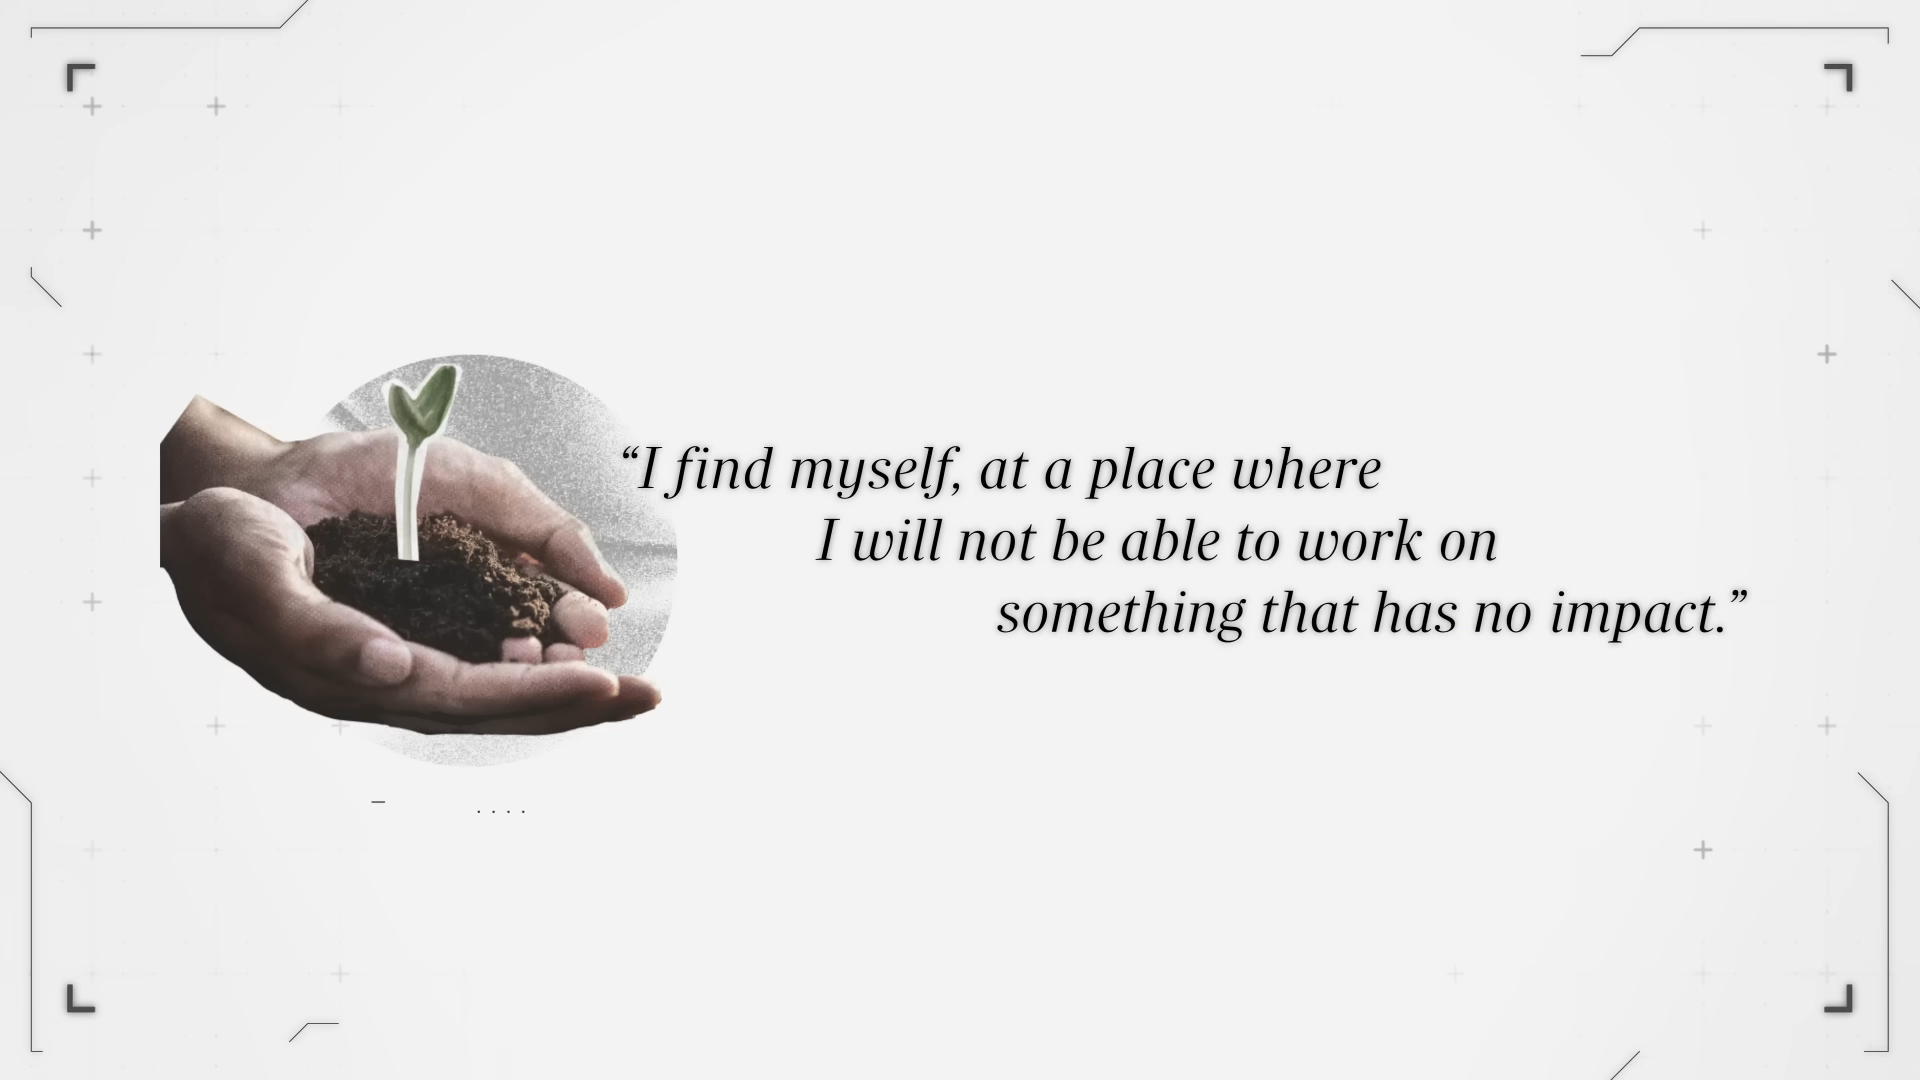 “I find myself, at a place where
I will not be able to work on
something that has no impact.”